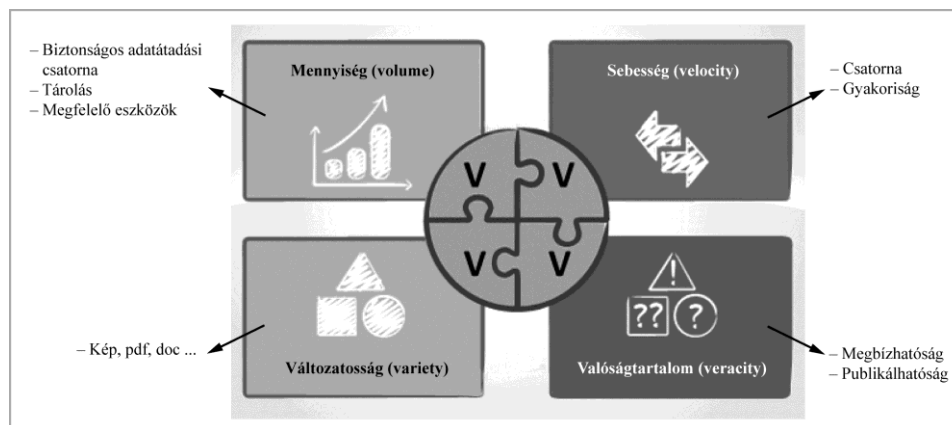 – Biztonságos adatátadási
csatorna
– Tárolás
– Megfelelő eszközök
Mennyiség (volume)
Sebesség (velocity)
– Csatorna
– Gyakoriság
V
V
V
V
!
??
?
– Kép, pdf, doc ...
Változatosság (variety)
Valóságtartalom (veracity)
– Megbízhatóság
– Publikálhatóság